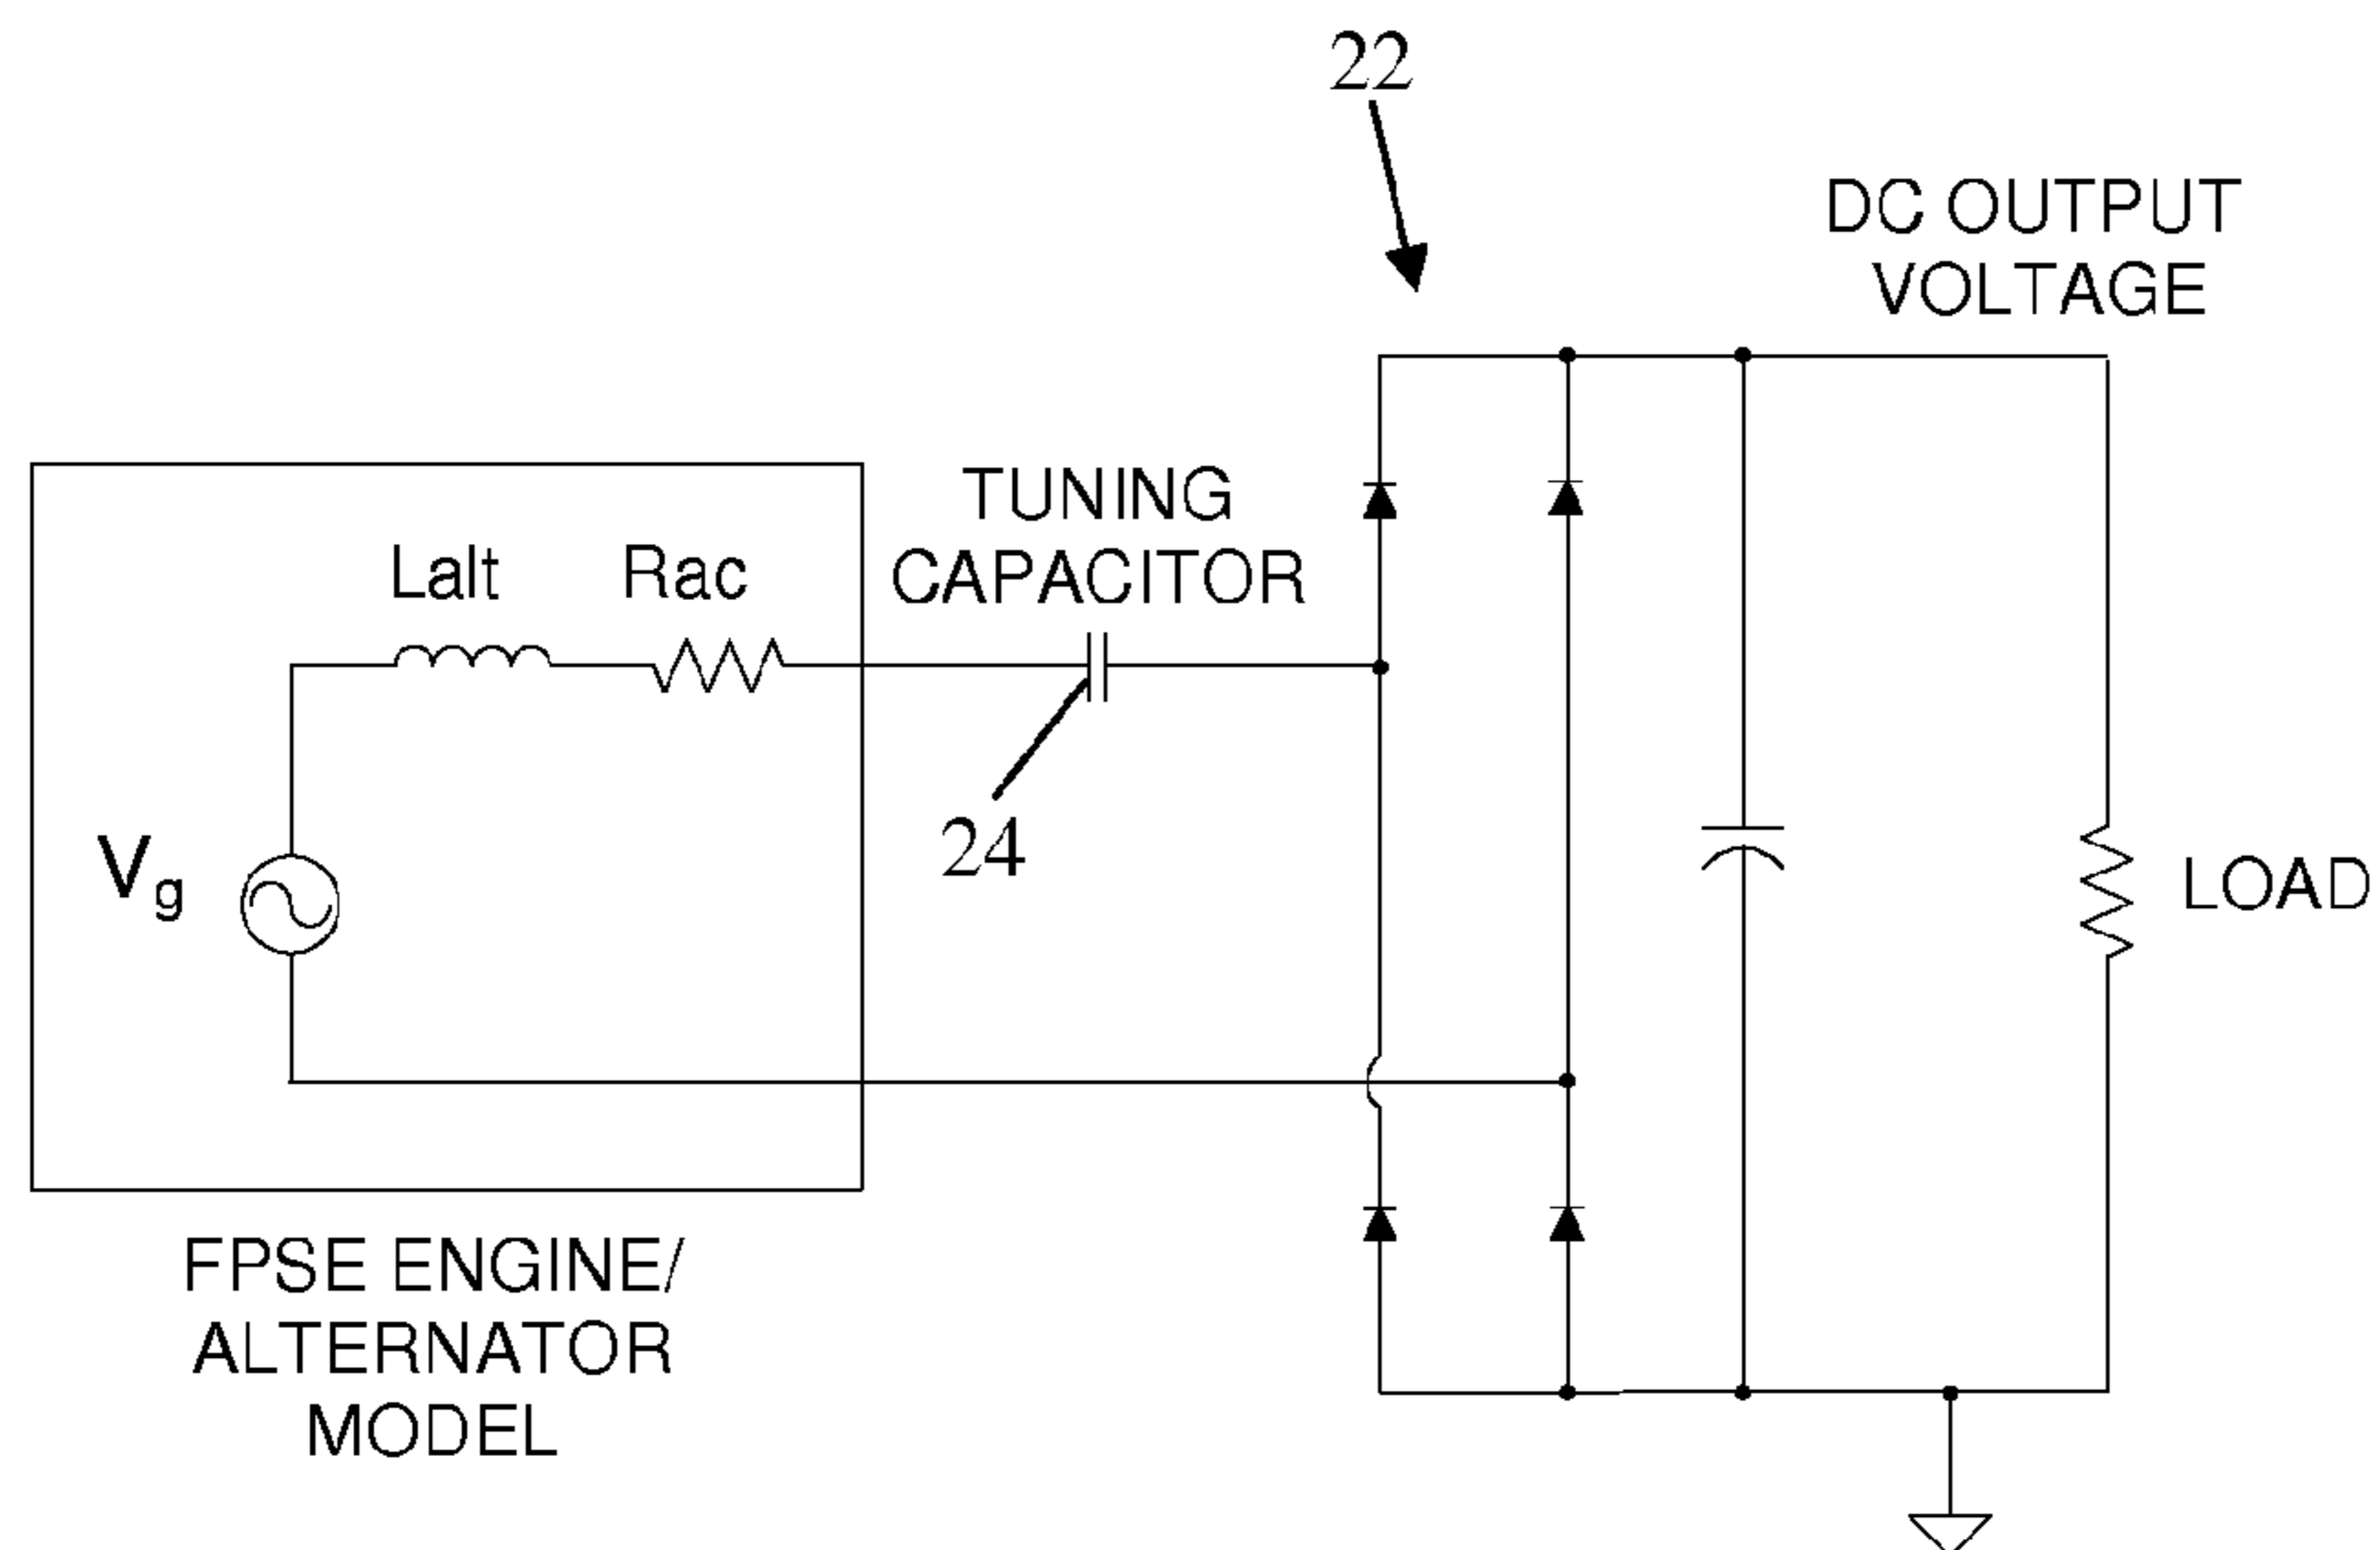 22
DC OUTPUT
VOLTAGE
TUNING
CAPACITOR
Lalt
Rac
24
Vg
LOAD
FPSE ENGINE/
ALTERNATOR
MODEL